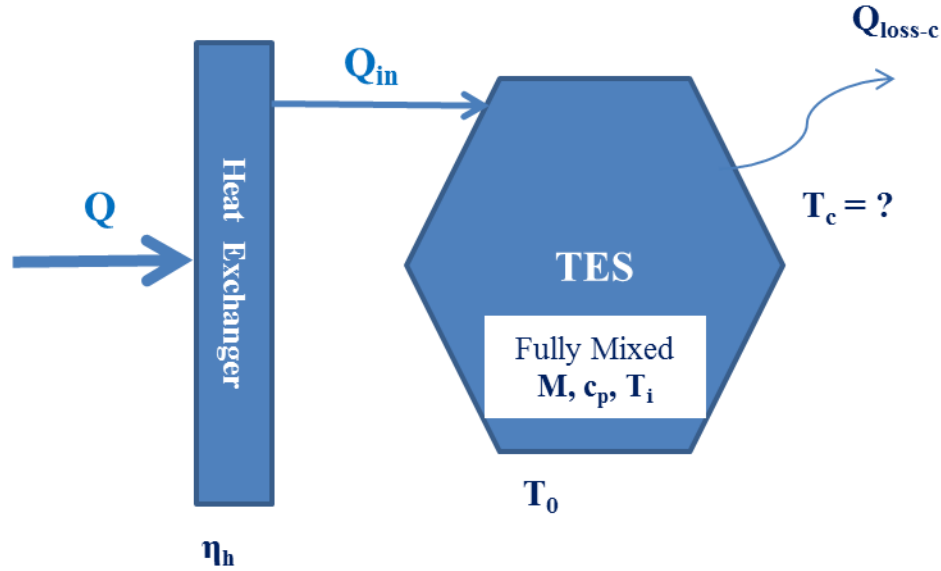 Q_loss-c
Q_in
Q
Heat Exchanger
T_c = ?
TES
Fully Mixed
M, c_p, T_i
T_0
η_h